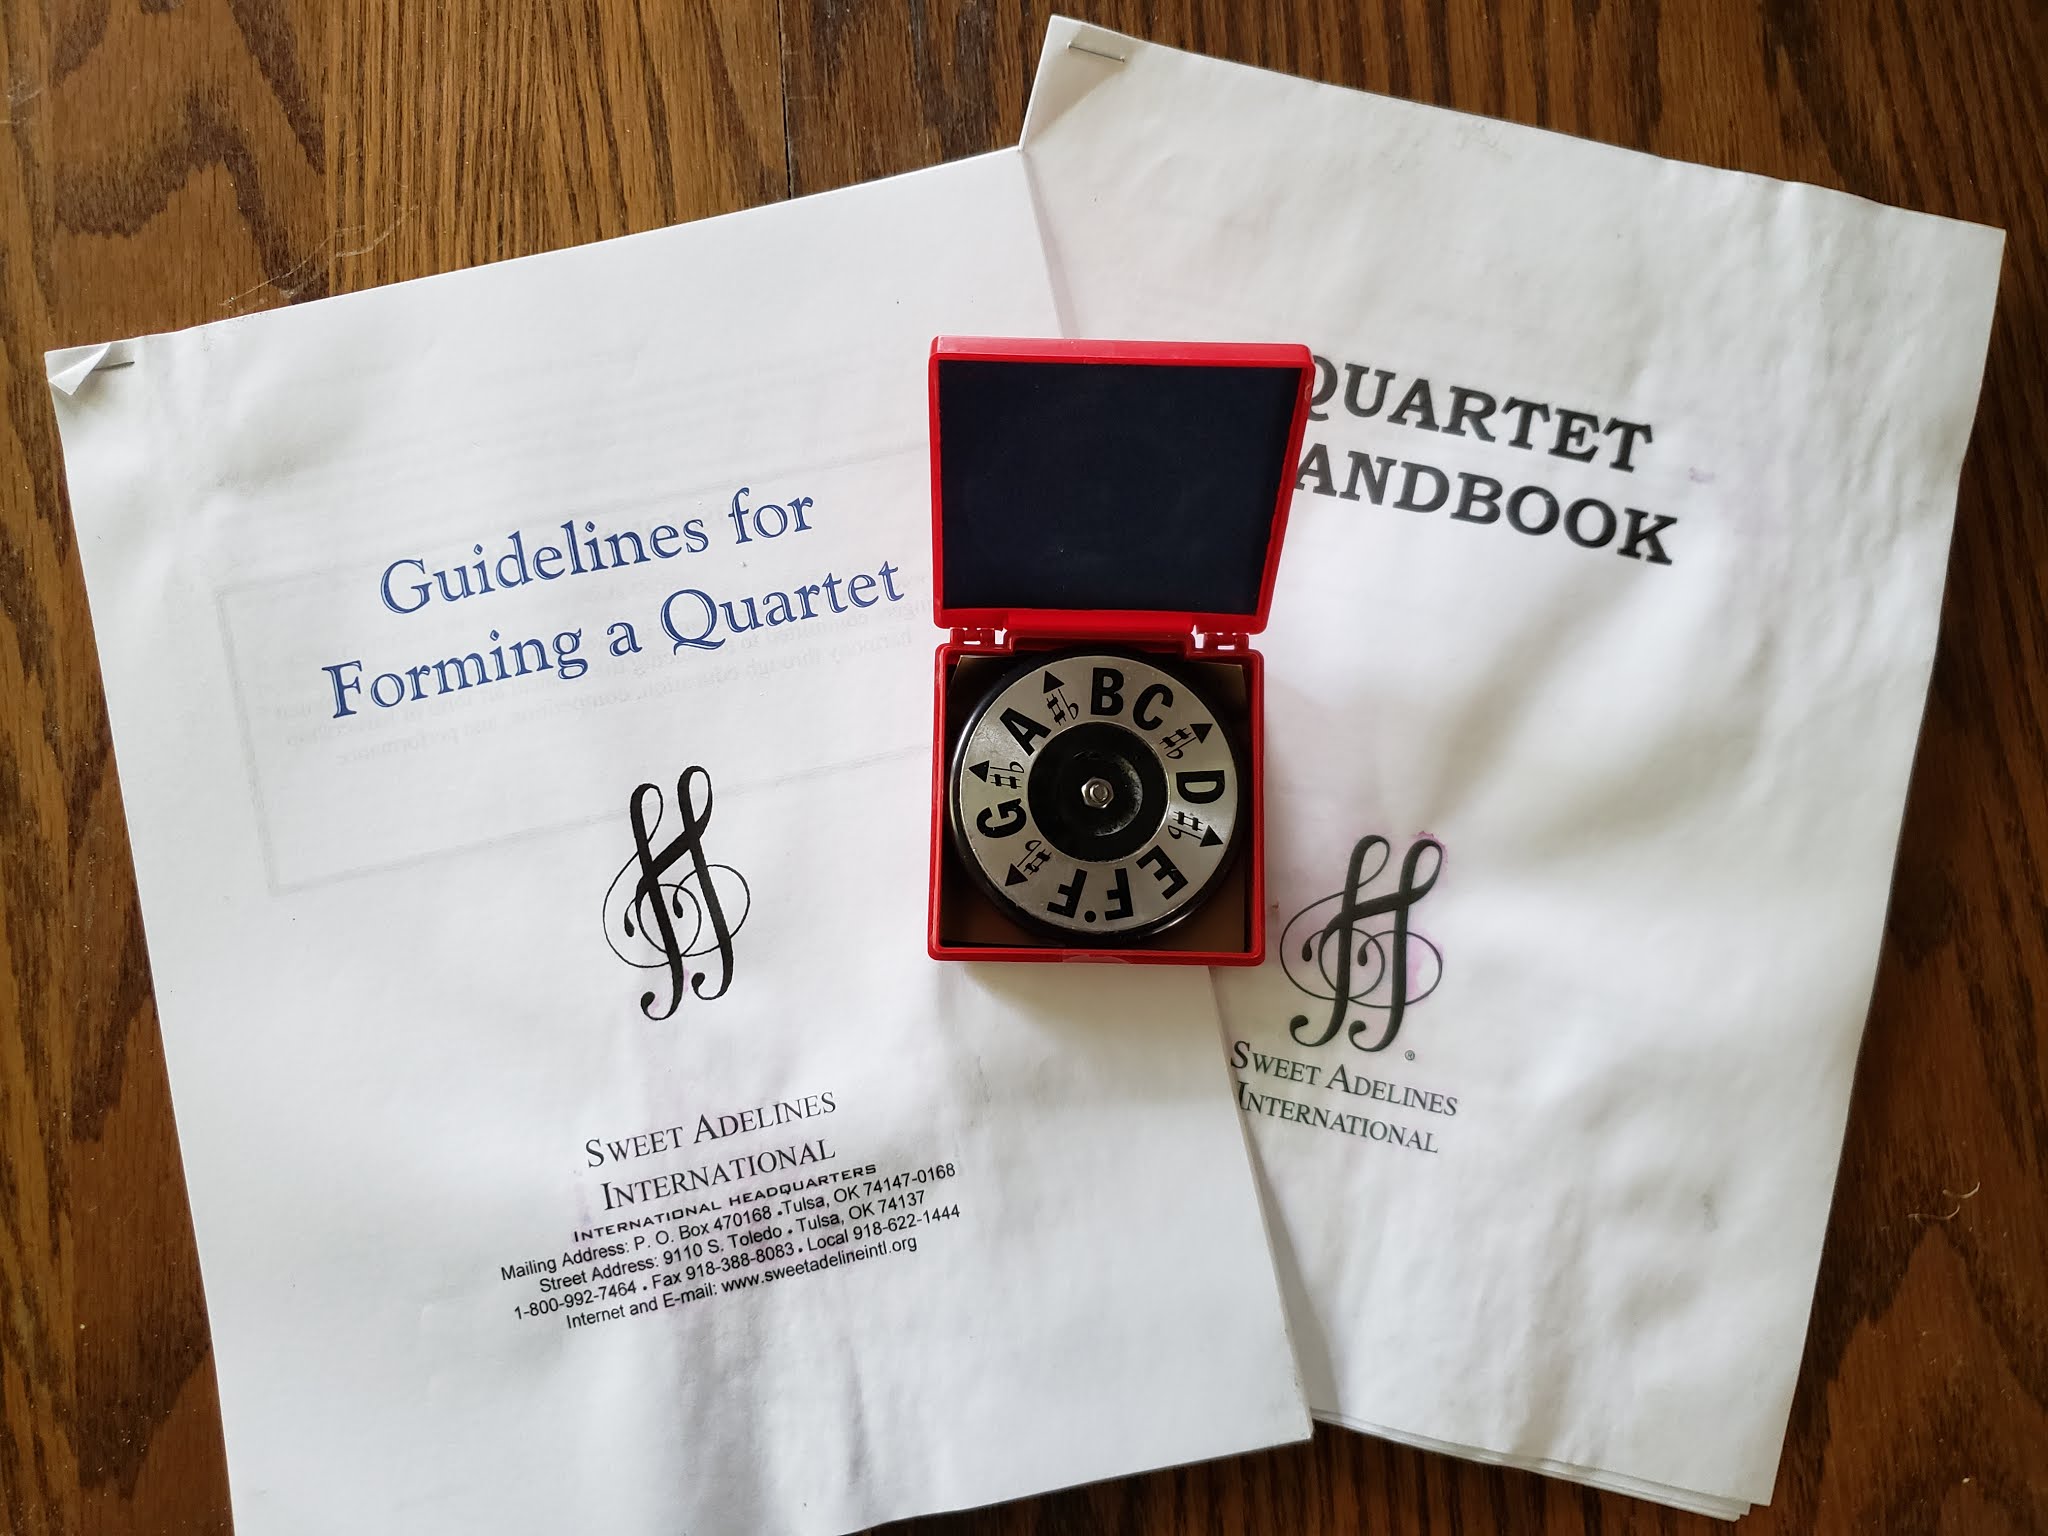 Guidelines for
Forming a Quartet
SWEET ADELINES
INTERNATIONAL
INTERNATIONAL HEADQUARTERS
Mailing Address: P. O. Box 470168 • Tulsa, OK 74147-0168
Street Address: 9110 S. Toledo • Tulsa, OK 74137
1-800-992-7464 • Fax 918-388-8083 • Local 918-622-1444
Internet and E-mail: www.sweetadelineintl.org
A ♯♭ B C ♯♭ D ♯♭ E F • F ♯♭ G ♯♭
QUARTET
ANDBOOK
SWEET ADELINES
INTERNATIONAL